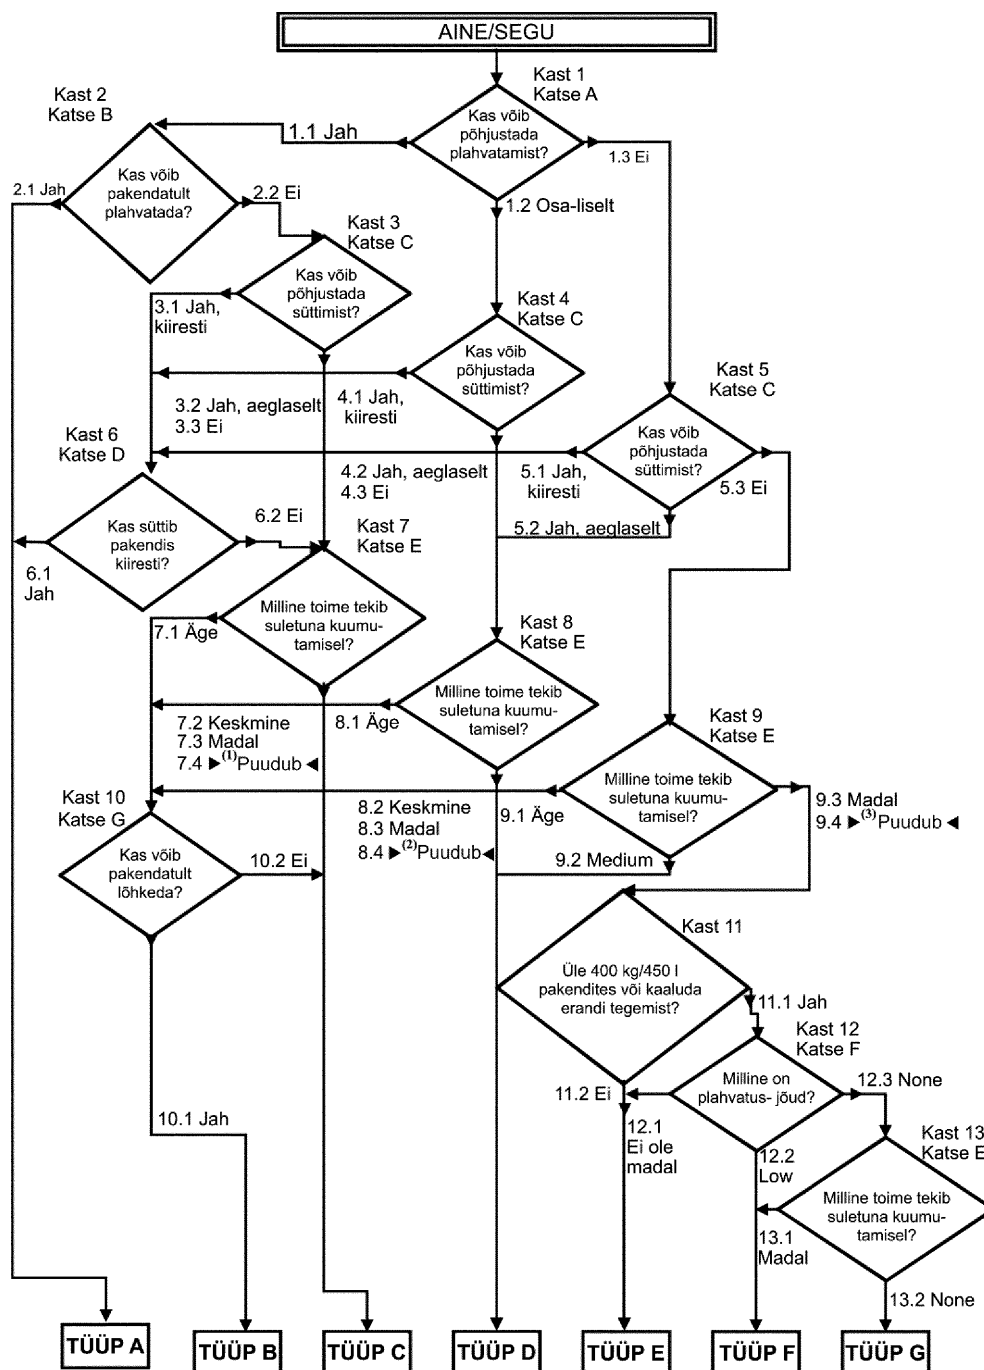 AINE/SEGU
Kast 1
Katse A
Kas võib
põhjustada
plahvatamist?
1.1 Jah
1.3 Ei
1.2 Osa-liselt
Kast 2
Katse B
Kas võib
pakendatult
plahvatada?
2.1 Jah
2.2 Ei
Kast 3
Katse C
Kas võib
põhjustada
süttimist?
3.1 Jah,
kiiresti
3.2 Jah, aeglaselt
3.3 Ei
Kast 4
Katse C
Kas võib
põhjustada
süttimist?
4.1 Jah,
kiiresti
4.2 Jah, aeglaselt
4.3 Ei
Kast 5
Katse C
Kas võib
põhjustada
süttimist?
5.1 Jah,
kiiresti
5.3 Ei
5.2 Jah, aeglaselt
Kast 6
Katse D
Kas süttib
pakendis
kiiresti?
6.2 Ei
6.1
Jah
Kast 7
Katse E
Milline toime tekib
suletuna kuumu-
tamisel?
7.1 Äge
7.2 Keskmine
7.3 Madal
7.4 ►(1)Puudub ◄
Kast 8
Katse E
Milline toime tekib
suletuna kuumu-
tamisel?
8.1 Äge
8.2 Keskmine
8.3 Madal
8.4 ►(2)Puudub◄
Kast 9
Katse E
Milline toime tekib
suletuna kuumu-
tamisel?
9.1 Äge
9.2 Medium
9.3 Madal
9.4 ►(3)Puudub ◄
Kast 10
Katse G
Kas võib
pakendatult
lõhkeda?
10.2 Ei
10.1 Jah
Kast 11
Üle 400 kg/450 l
pakendites või kaaluda
erandi tegemist?
11.1 Jah
11.2 Ei
Kast 12
Katse F
Milline on
plahvatus- jõud?
12.3 None
12.1
Ei ole
madal
12.2
Low
Kast 13
Katse E
Milline toime tekib
suletuna kuumu-
tamisel?
13.1
Madal
13.2 None
TÜÜP A
TÜÜP B
TÜÜP C
TÜÜP D
TÜÜP E
TÜÜP F
TÜÜP G